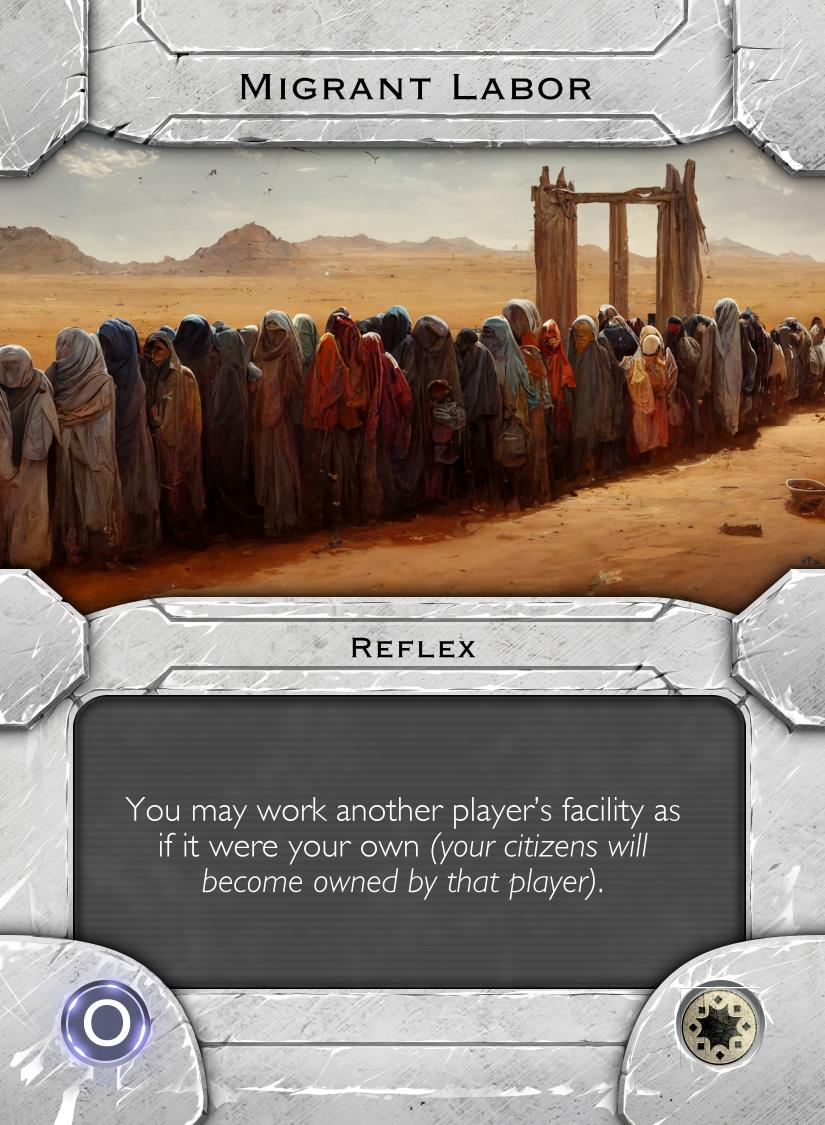 Migrant Labor
Reflex
You may work another player's facility as
if it were your own (your citizens will
become owned by that player).
O